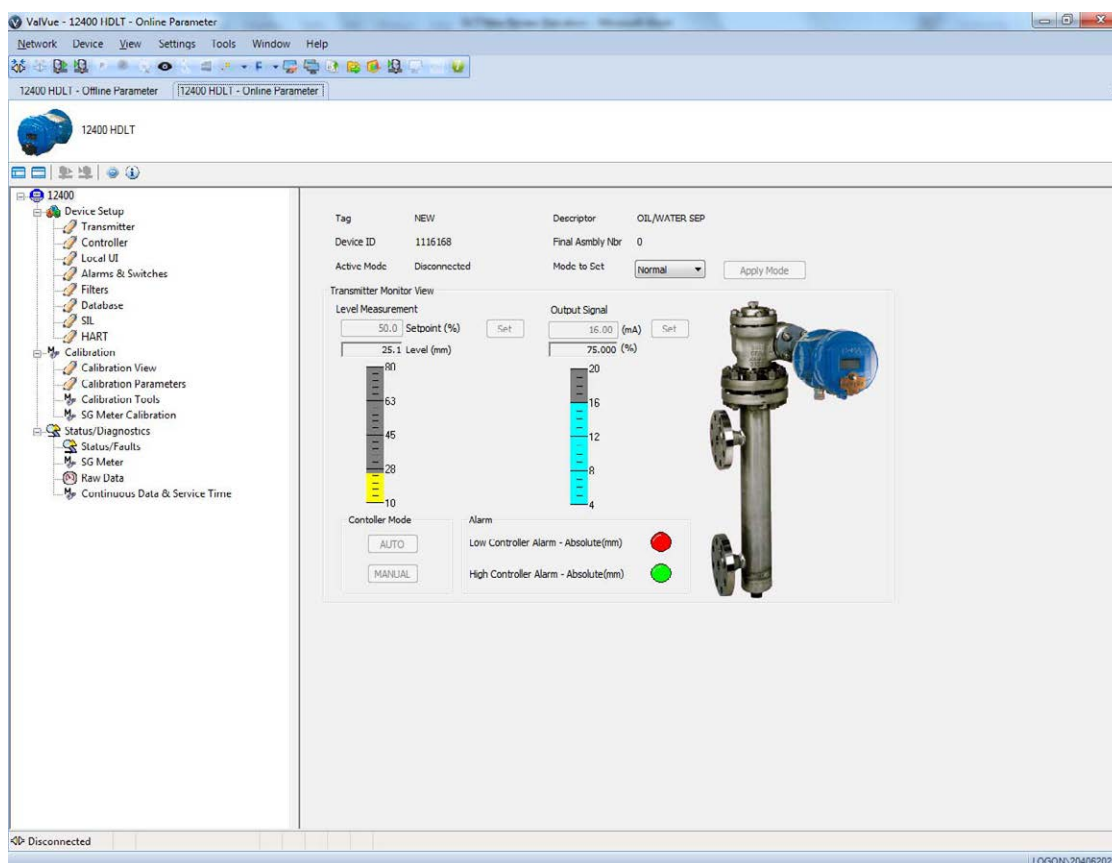 ValVue - 12400 HDLT - Online Parameter
Network Device View Settings Tools Window Help
F
12400 HDLT - Offline Parameter 12400 HDLT - Online Parameter
12400 HDLT
12400
Device Setup
Transmitter
Controller
Local UI
Alarms & Switches
Filters
Database
SIL
HART
Calibration
Calibration View
Calibration Parameters
Calibration Tools
SG Meter Calibration
Status/Diagnostics
Status/Faults
SG Meter
Raw Data
Continuous Data & Service Time
Tag NEW Descriptor OIL/WATER SEP
Device ID 1116168 Final Asmbly Nbr 0
Active Mode Disconnected Mode to Set Normal Apply Mode
Transmitter Monitor View
Level Measurement Output Signal
50.0 Setpoint (%) Set 16.00 (mA) Set
25.1 Level (mm) 75.000 (%)
80 20
63 16
45 12
28 8
10 4
Contoller Mode Alarm
AUTO Low Controller Alarm - Absolute(mm)
MANUAL High Controller Alarm - Absolute(mm)
Disconnected
LOGON\20406202